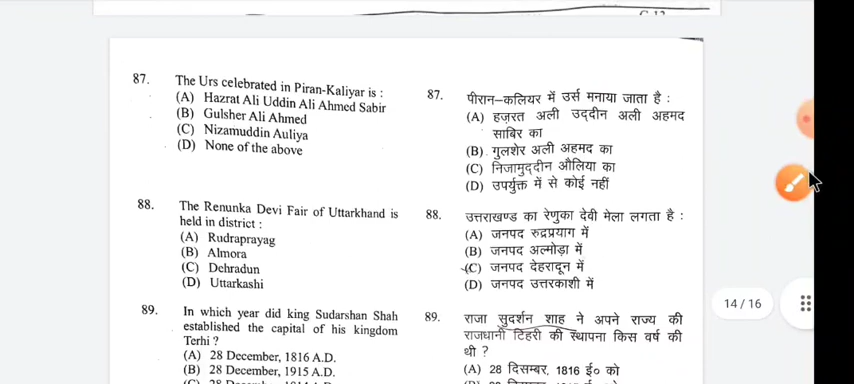 87. The Urs celebrated in Piran-Kaliyar is :
(A) Hazrat Ali Uddin Ali Ahmed Sabir
(B) Gulsher Ali Ahmed
(C) Nizamuddin Auliya
(D) None of the above
87. पीरान–कलियर में उर्स मनाया जाता है :
(A) हज़रत अली उद्दीन अली अहमद
साबिर का
(B) गुलशेर अली अहमद का
(C) निजामुद्दीन औलिया का
(D) उपर्युक्त में से कोई नहीं
88. The Renunka Devi Fair of Uttarkhand is
held in district :
(A) Rudraprayag
(B) Almora
(C) Dehradun
(D) Uttarkashi
88. उत्तराखण्ड का रेणुका देवी मेला लगता है :
(A) जनपद रुद्रप्रयाग में
(B) जनपद अल्मोड़ा में
(C) जनपद देहरादून में
(D) जनपद उत्तरकाशी में
89. In which year did king Sudarshan Shah
established the capital of his kingdom
Terhi ?
(A) 28 December, 1816 A.D.
(B) 28 December, 1915 A.D.
89. राजा सुदर्शन शाह ने अपने राज्य की
राजधानी टिहरी की स्थापना किस वर्ष की
थी ?
(A) 28 दिसम्बर, 1816 ई० को
14 / 16